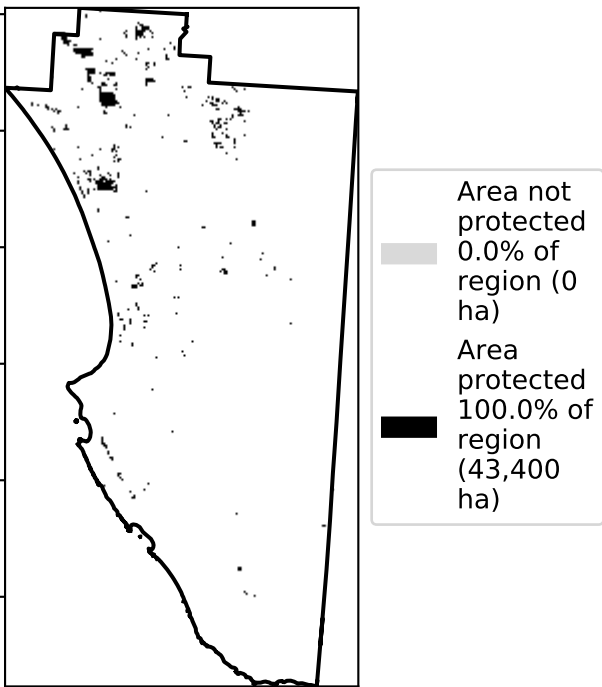 Area not
protected
0.0% of
region (0
ha)
Area
protected
100.0% of
region
(43,400
ha)